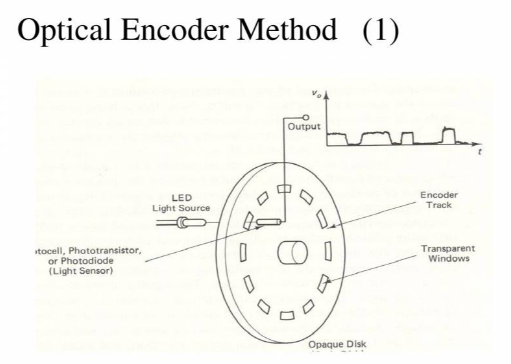 Optical Encoder Method (1)
vo
Output
t
LED
Light Source
Encoder
Track
otocell, Phototransistor,
or Photodiode
(Light Sensor)
Transparent
Windows
Opaque Disk